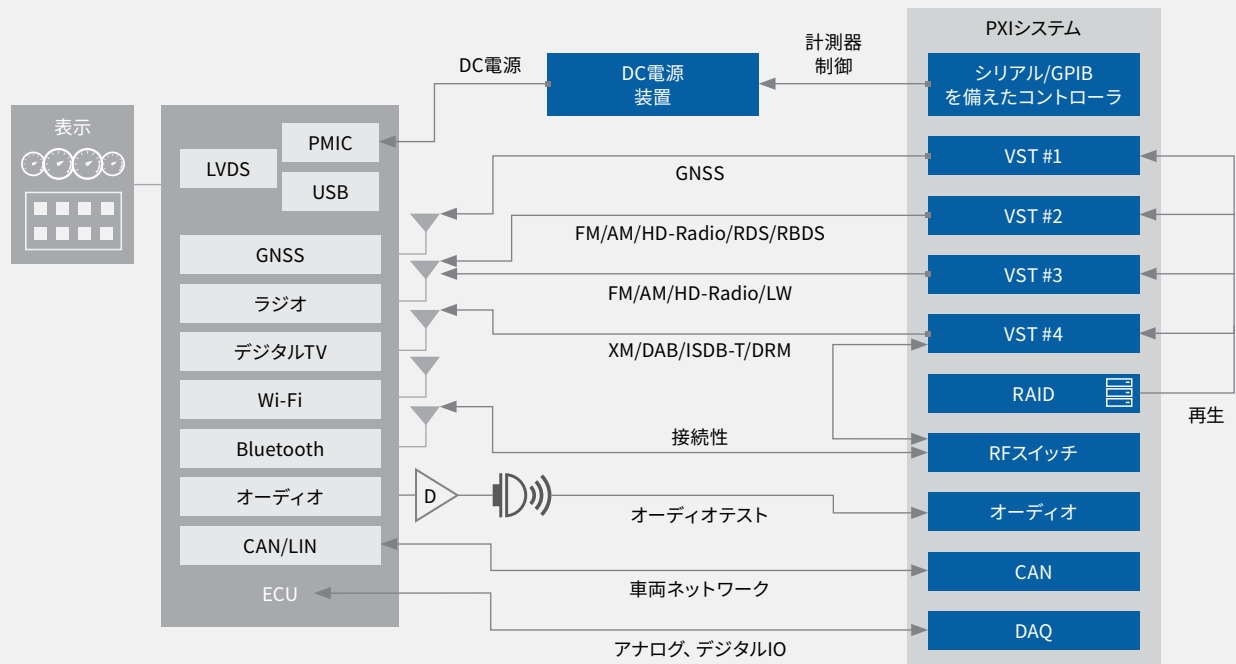 PXIシステム
計測器
制御
DC電源
DC電源
装置
シリアル/GPIB
を備えたコントローラ
表示
PMIC
LVDS
USB
VST #1
GNSS
VST #2
FM/AM/HD-Radio/RDS/RBDS
GNSS
VST #3
FM/AM/HD-Radio/LW
ラジオ
VST #4
XM/DAB/ISDB-T/DRM
デジタルTV
Wi-Fi
RAID
再生
接続性
Bluetooth
RFスイッチ
オーディオ
D
オーディオテスト
オーディオ
CAN/LIN
CAN
車両ネットワーク
ECU
DAQ
アナログ、デジタルIO